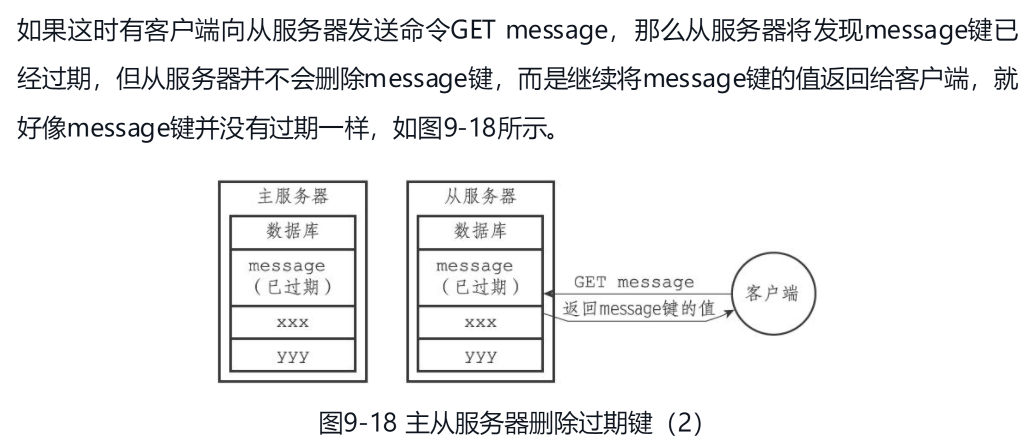 如果这时有客户端向从服务器发送命令GET message，那么从服务器将发现message键已
经过期，但从服务器并不会删除message键，而是继续将message键的值返回给客户端，就
好像message键并没有过期一样，如图9-18所示。
主服务器
数据库
message
（已过期）
xxx
yyy
从服务器
数据库
message
（已过期）
xxx
yyy
GET message
返回message键的值
客户端
图9-18 主从服务器删除过期键（2）